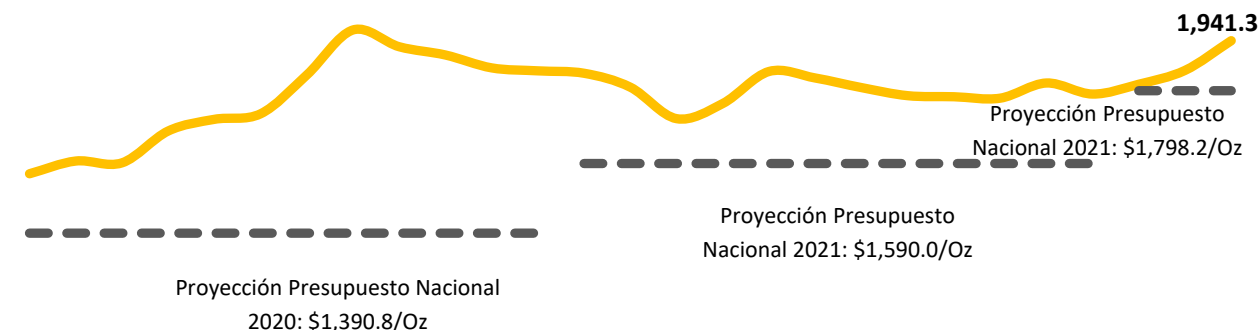 1,941.3
Proyección Presupuesto
Nacional 2021: $1,798.2/Oz
Proyección Presupuesto
Nacional 2021: $1,590.0/Oz
Proyección Presupuesto Nacional
2020: $1,390.8/Oz